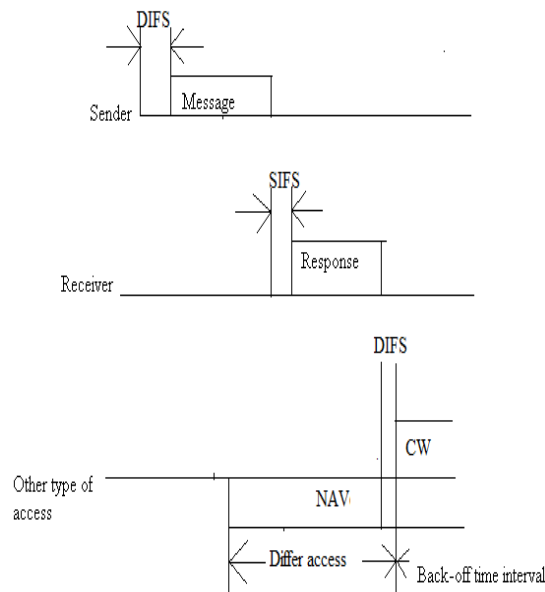 DIFS
Message
Sender
SIFS
Response
Receiver
DIFS
CW
Other type of
access
NAV
Differ access
Back-off time interval